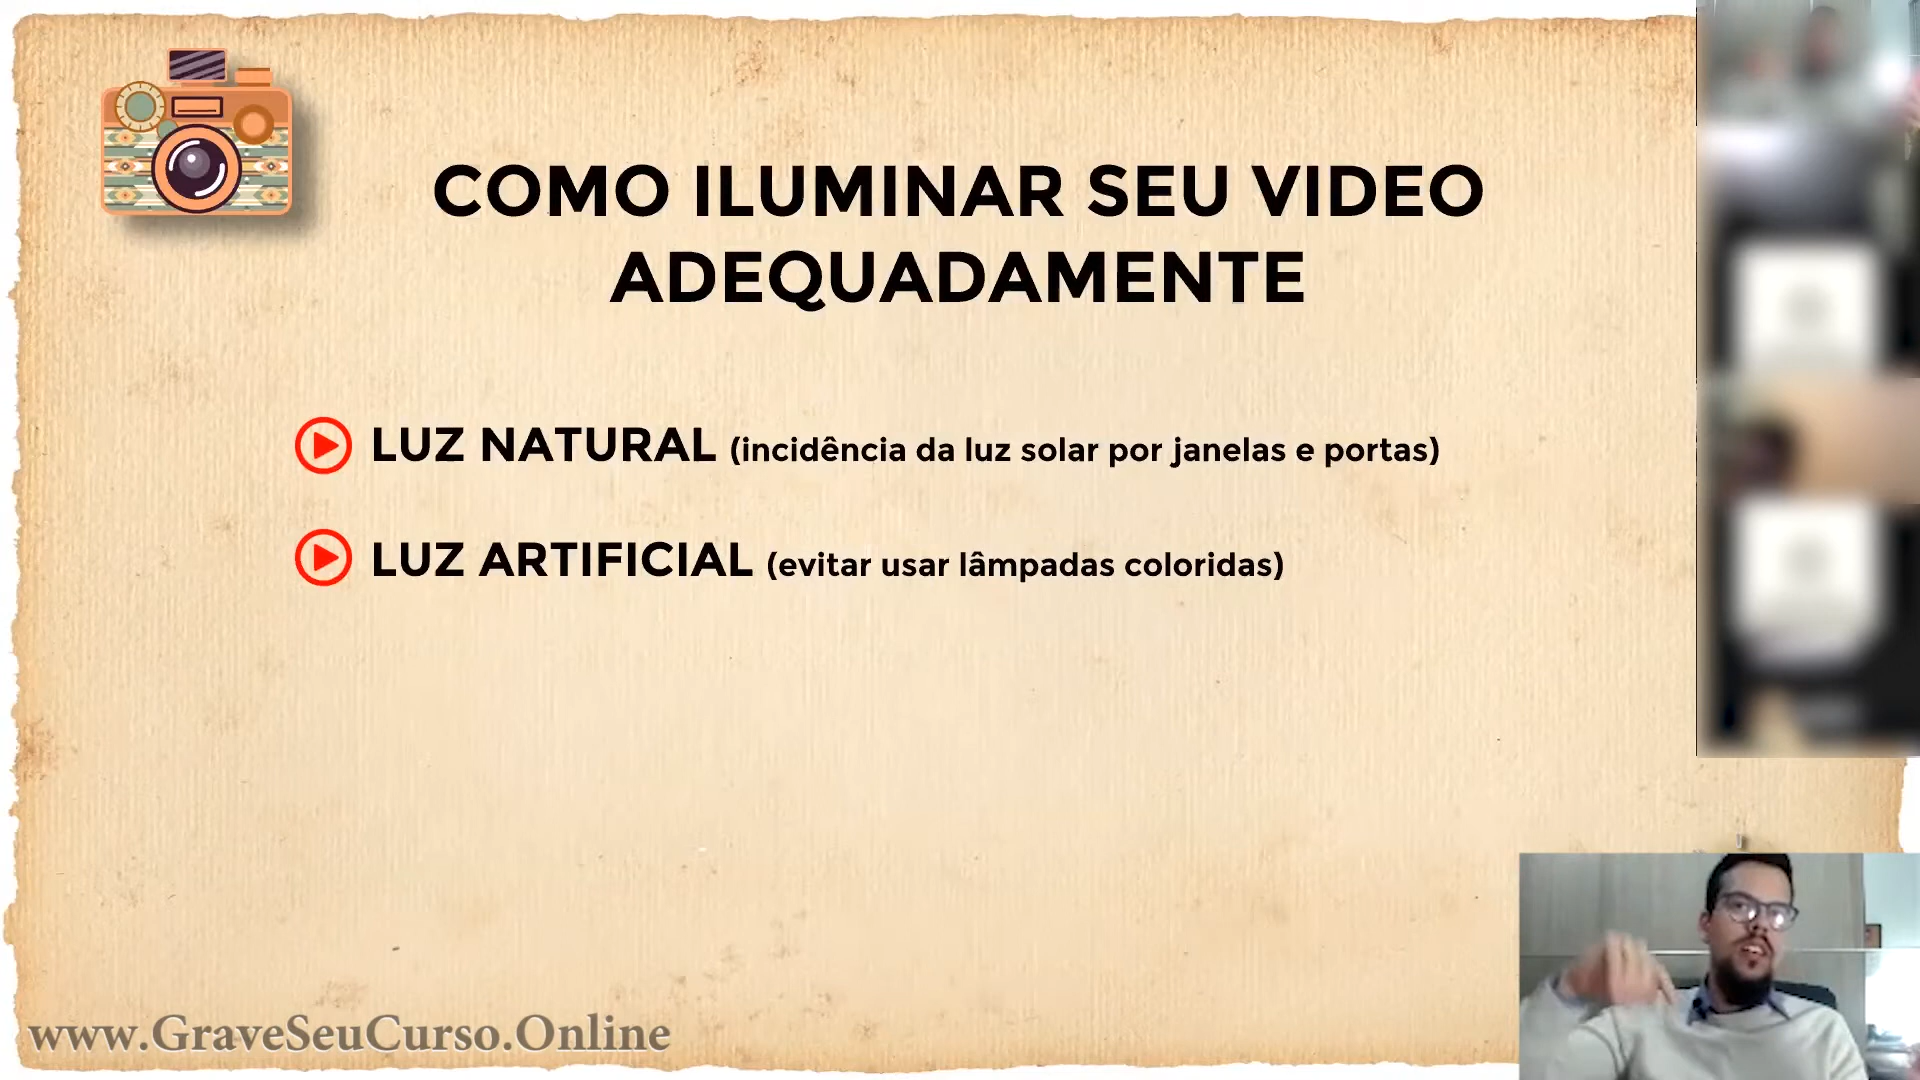 COMO ILUMINAR SEU VIDEO
ADEQUADAMENTE
LUZ NATURAL (incidência da luz solar por janelas e portas)
LUZ ARTIFICIAL (evitar usar lâmpadas coloridas)
www.GraveSeuCurso.Online